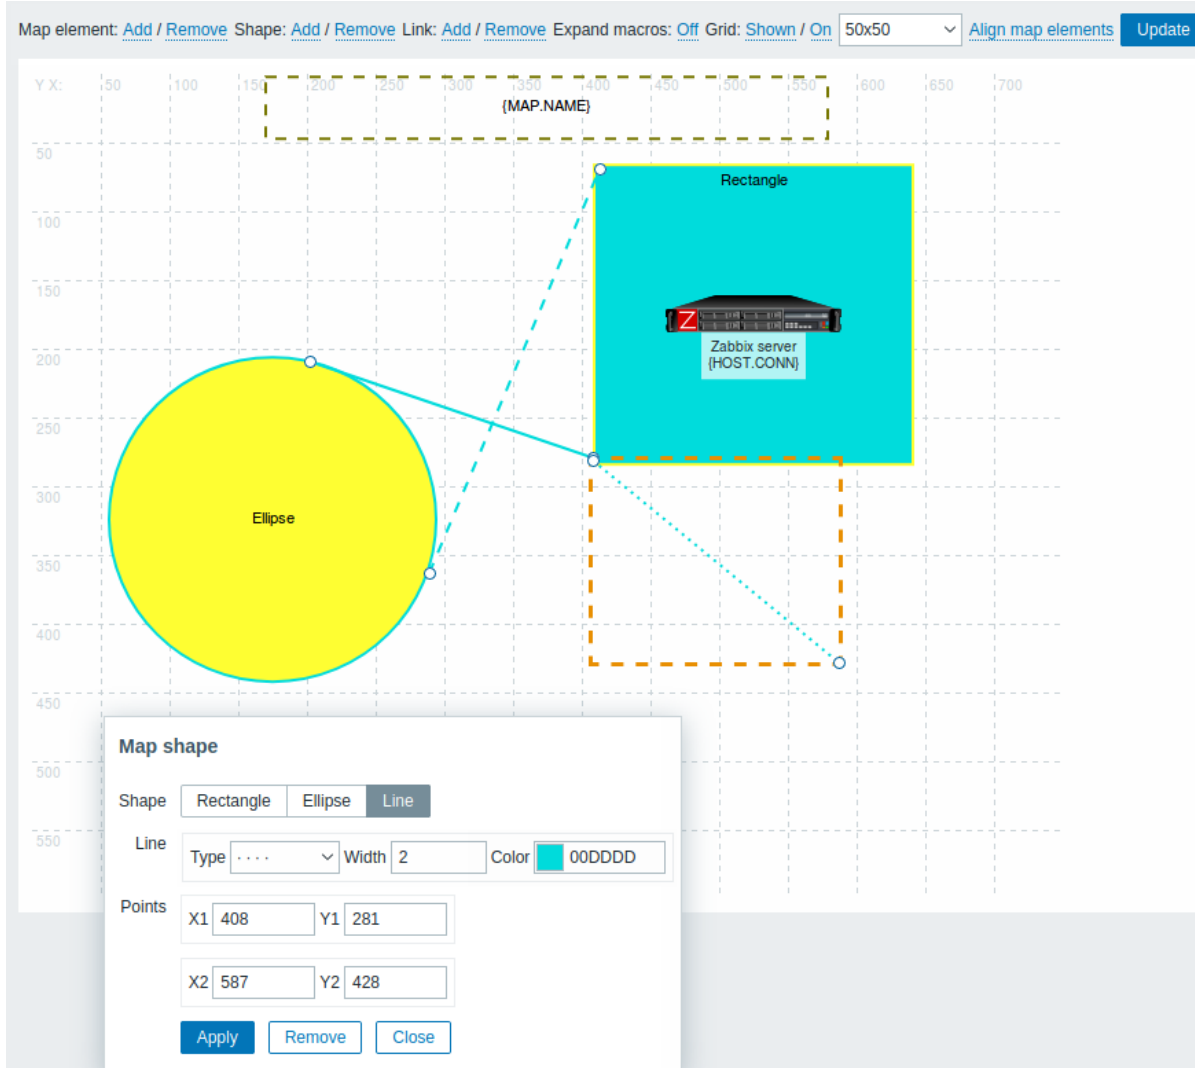 Map element: Add / Remove Shape: Add / Remove Link: Add / Remove Expand macros: Off Grid: Shown / On 50x50 Align map elements Update
Y X: 50 100 150 200 250 300 350 400 450 500 550 600 650 700
{MAP.NAME}
50
Rectangle
100
150
Z
Zabbix server
200
{HOST.CONN}
250
300
Ellipse
350
400
450
Map shape
500
Shape Rectangle Ellipse Line
550
Line
Type Width 2 Color 00DDDD
Points
X1 408 Y1 281
X2 587 Y2 428
Apply Remove Close